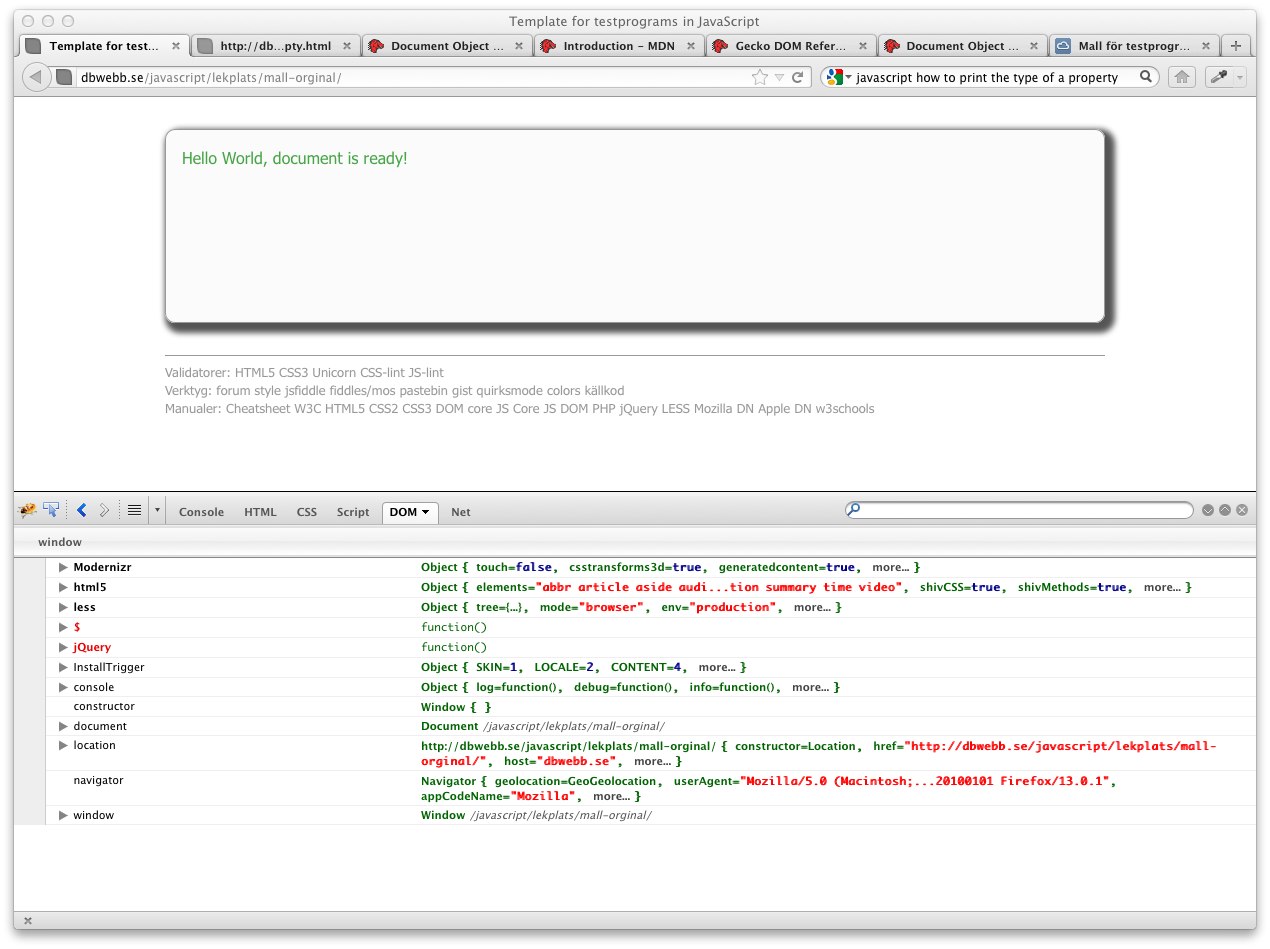 Template for testprograms in JavaScript
Template for test...
http://db...pty.html
Document Object ...
Introduction – MDN
Gecko DOM Refer...
Document Object ...
Mall för testprogr...
dbwebb.se/javascript/lekplats/mall-orginal/
javascript how to print the type of a property
Hello World, document is ready!
Validatorer: HTML5 CSS3 Unicorn CSS-lint JS-lint
Verktyg: forum style jsfiddle fiddles/mos pastebin gist quirksmode colors källkod
Manualer: Cheatsheet W3C HTML5 CSS2 CSS3 DOM core JS Core JS DOM PHP jQuery LESS Mozilla DN Apple DN w3schools
Console HTML CSS Script DOM Net
window
Modernizr Object { touch=false, csstransforms3d=true, generatedcontent=true, more... }
html5 Object { elements="abbr article aside audi...tion summary time video", shivCSS=true, shivMethods=true, more... }
less Object { tree={...}, mode="browser", env="production", more... }
$ function()
jQuery function()
InstallTrigger Object { SKIN=1, LOCALE=2, CONTENT=4, more... }
console Object { log=function(), debug=function(), info=function(), more... }
constructor Window { }
document Document /javascript/lekplats/mall-orginal/
location http://dbwebb.se/javascript/lekplats/mall-orginal/ { constructor=Location, href="http://dbwebb.se/javascript/lekplats/mall-
orginal/", host="dbwebb.se", more... }
navigator Navigator { geolocation=GeoGeolocation, userAgent="Mozilla/5.0 (Macintosh;...20100101 Firefox/13.0.1",
appCodeName="Mozilla", more... }
window Window /javascript/lekplats/mall-orginal/